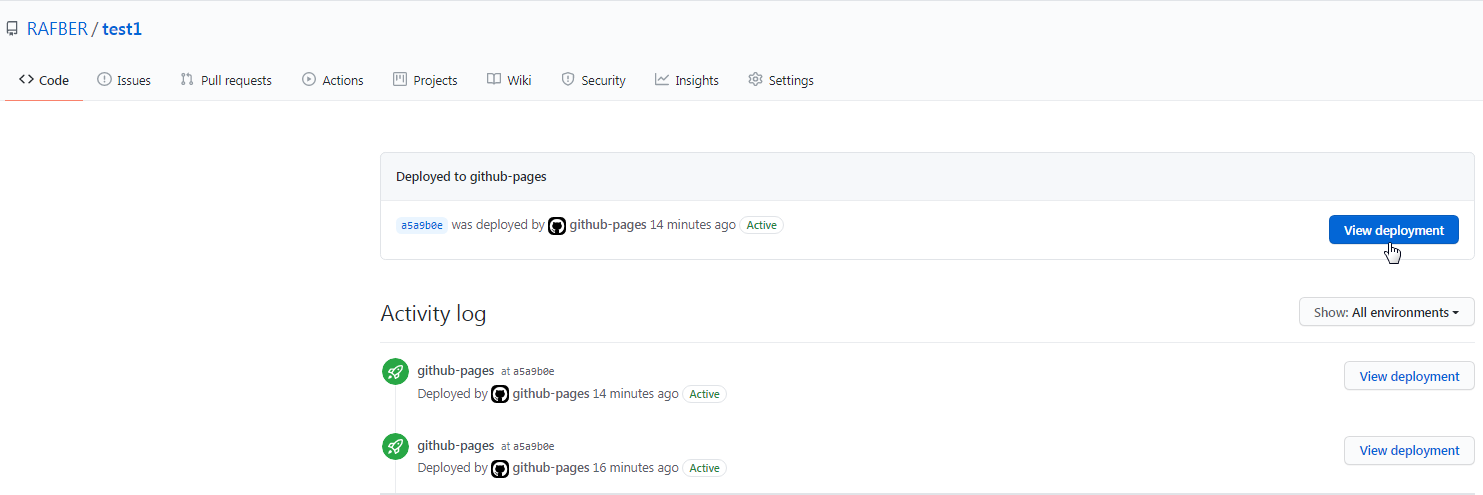 RAFBER / test1
Code Issues Pull requests Actions Projects Wiki Security Insights Settings
Deployed to github-pages
a5a9b0e was deployed by github-pages 14 minutes ago Active
View deployment
Activity log
Show: All environments
github-pages at a5a9b0e
Deployed by github-pages 14 minutes ago Active
View deployment
github-pages at a5a9b0e
Deployed by github-pages 16 minutes ago Active
View deployment